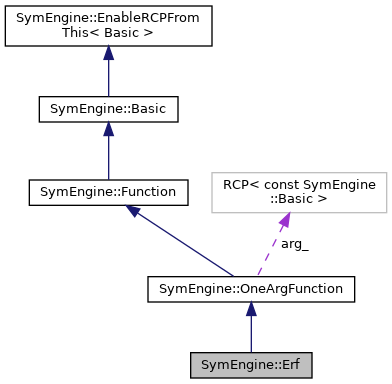 SymEngine::EnableRCPFrom
This< Basic >
SymEngine::Basic
SymEngine::Function
RCP< const SymEngine
::Basic >
arg_
SymEngine::OneArgFunction
SymEngine::Erf